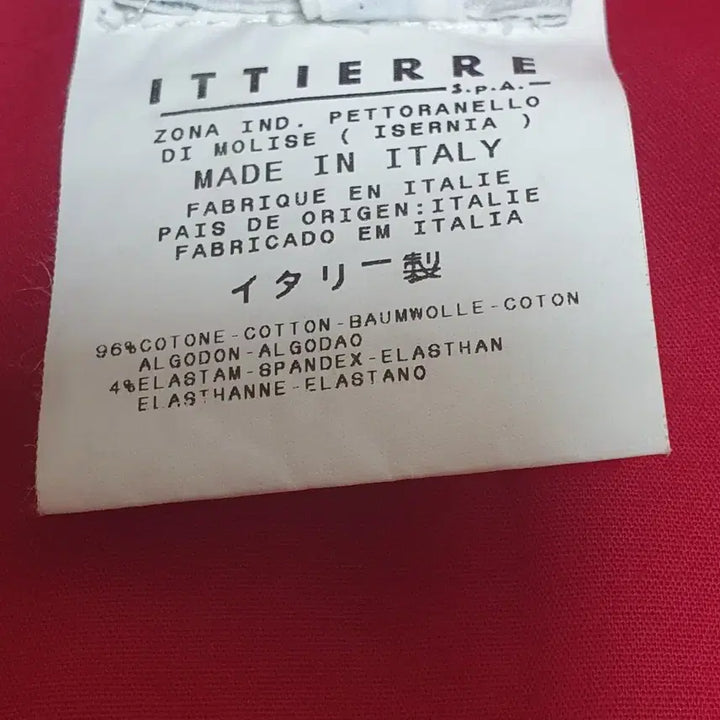 ITTIERRE
S.P.A.
ZONA IND. PETTORANELLO
DI MOLISE ( ISERNIA )
MADE IN ITALY
FABRIQUE EN ITALIE
PAIS DE ORIGEN:ITALIE
FABRICADO EM ITALIA
イタリー製
96%COTONE-COTTON-BAUMWOLLE-COTON
ALGODON-ALGODAO
4%ELASTAM-SPANDEX-ELASTHAN
ELASTHANNE-ELASTANO